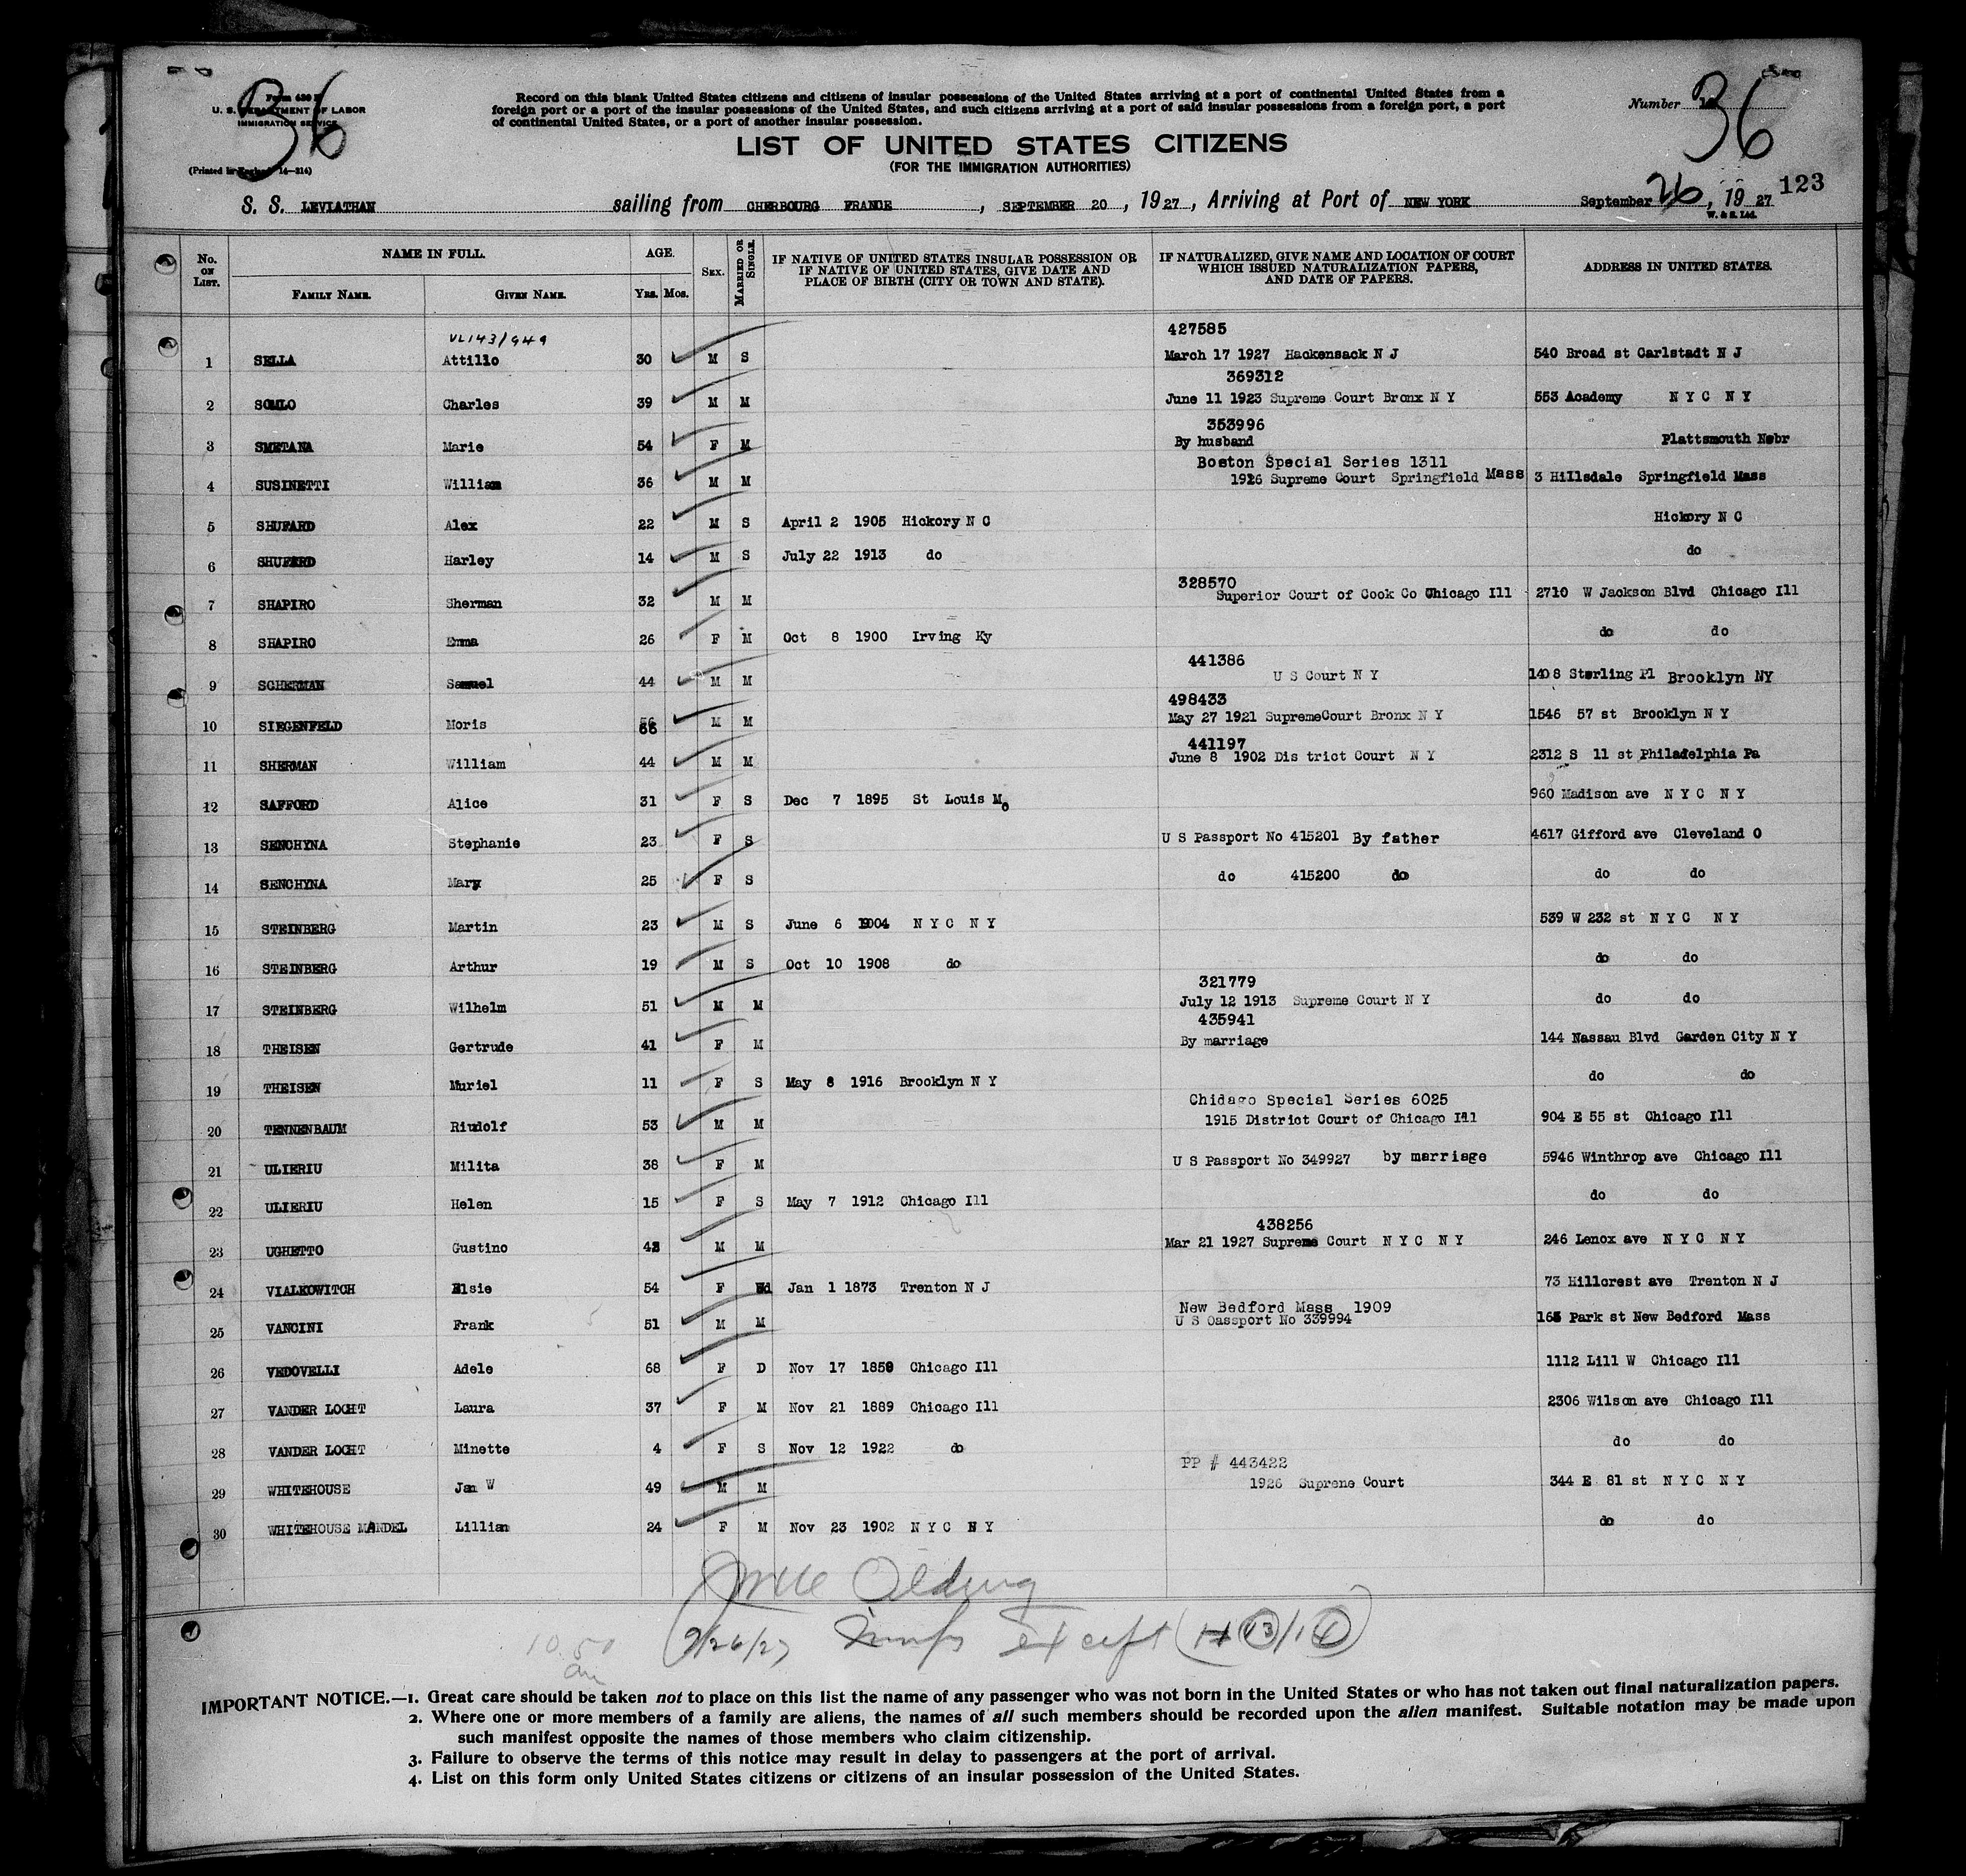 36
Form 630 B
U. S. DEPARTMENT OF LABOR
IMMIGRATION SERVICE
(Printed in England 14—314)
Record on this blank United States citizens and citizens of insular possessions of the United States arriving at a port of continental United States from a
foreign port or a port of the insular possessions of the United States, and such citizens arriving at a port of said insular possessions from a foreign port, a port
of continental United States, or a port of another insular possession.
Number 36
LIST OF UNITED STATES CITIZENS
(FOR THE IMMIGRATION AUTHORITIES)
123
S. S. LEVIATHAN sailing from CHERBOURG FRANCE, SEPTEMBER 20, 1927, Arriving at Port of NEW YORK September 26, 1927
W. & S. Ltd.
No. ON LIST. NAME IN FULL. FAMILY NAME. GIVEN NAME. AGE. YRS. MOS. SEX. MARRIED OR SINGLE. IF NATIVE OF UNITED STATES INSULAR POSSESSION OR IF NATIVE OF UNITED STATES, GIVE DATE AND PLACE OF BIRTH (CITY OR TOWN AND STATE). IF NATURALIZED, GIVE NAME AND LOCATION OF COURT WHICH ISSUED NATURALIZATION PAPERS, AND DATE OF PAPERS. ADDRESS IN UNITED STATES.
VL143/949 427585
1 SELLA Attilio 30 M S March 17 1927 Hackensack N J 540 Broad st Carlstadt N J
369312
2 SOMLO Charles 39 M M June 11 1923 Supreme Court Bronx N Y 553 Academy N Y C N Y
353996
3 SMETANA Marie 54 F M By husband Plattsmouth Nebr
Boston Special Series 1311
4 SUSINETTI William 36 M M 1926 Supreme Court Springfield Mass 3 Hillsdale Springfield Mass
5 SHUFARD Alex 22 M S April 2 1905 Hickory N C Hickory N C
6 SHUFARD Harley 14 M S July 22 1913 do do
328570
7 SHAPIRO Sherman 32 M M Superior Court of Cook Co Chicago Ill 2710 W Jackson Blvd Chicago Ill
8 SHAPIRO Emma 26 F M Oct 8 1900 Irving Ky do do
441386
9 SCHERMAN Samuel 44 M M U S Court N Y 1408 Sterling Pl Brooklyn NY
498433
10 SIEGENFELD Moris 56 66 M M May 27 1921 SupremeCourt Bronx N Y 1546 57 st Brooklyn N Y
441197
11 SHERMAN William 44 M M June 8 1902 Dis trict Court N Y 2312 S 11 st Philadelphia Pa
12 SAFFORD Alice 31 F S Dec 7 1895 St Louis Mo 960 Madison ave N Y C N Y
13 SENCHYNA Stephanie 23 F S U S Passport No 415201 By father 4617 Gifford ave Cleveland O
14 SENCHYNA Mary 25 F S do 415200 do do do
15 STEINBERG Martin 23 M S June 6 1904 N Y C N Y 539 W 232 st N Y C N Y
16 STEINBERG Arthur 19 M S Oct 10 1908 do do do
321779
17 STEINBERG Wilhelm 51 M M July 12 1913 Supreme Court N Y do do
435941
18 THEISEN Gertrude 41 F M By marriage 144 Nassau Blvd Garden City N Y
19 THEISEN Muriel 11 F S May 8 1916 Brooklyn N Y do do
Chidago Special Series 6025
20 TENNENBAUM Riudolf 53 M M 1915 District Court of Chicago Ill 904 E 55 st Chicago Ill
21 ULIERIU Milita 38 F M U S Passport No 349927 by marriage 5946 Winthrop ave Chicago Ill
22 ULIERIU Helen 15 F S May 7 1912 Chicago Ill do do
438256
23 UGHETTO Gustino 43 M M Mar 21 1927 Supreme Court N Y C N Y 246 Lenox ave N Y C N Y
24 VIALKOWITCH Elsie 54 F Wd Jan 1 1873 Trenton N J 73 Hillcrest ave Trenton N J
New Bedford Mass 1909
25 VANCINI Frank 51 M M U S Oassport No 339994 165 Park st New Bedford Mass
26 VEDOVELLI Adele 68 F D Nov 17 1858 Chicago Ill 1112 Lill W Chicago Ill
27 VANDER LOCHT Laura 37 F M Nov 21 1889 Chicago Ill 2306 Wilson ave Chicago Ill
28 VANDER LOCHT Minette 4 F S Nov 12 1922 do do do
PP # 443422
29 WHITEHOUSE Jan W 49 M M 1926 Supreme Court 344 E 81 st N Y C N Y
30 WHITEHOUSE MANDEL Lillian 24 F M Nov 23 1902 N Y C N Y do do
9/26/27 except 13/14
10.50
am
IMPORTANT NOTICE.—1. Great care should be taken not to place on this list the name of any passenger who was not born in the United States or who has not taken out final naturalization papers.
2. Where one or more members of a family are aliens, the names of all such members should be recorded upon the alien manifest. Suitable notation may be made upon
such manifest opposite the names of those members who claim citizenship.
3. Failure to observe the terms of this notice may result in delay to passengers at the port of arrival.
4. List on this form only United States citizens or citizens of an insular possession of the United States.